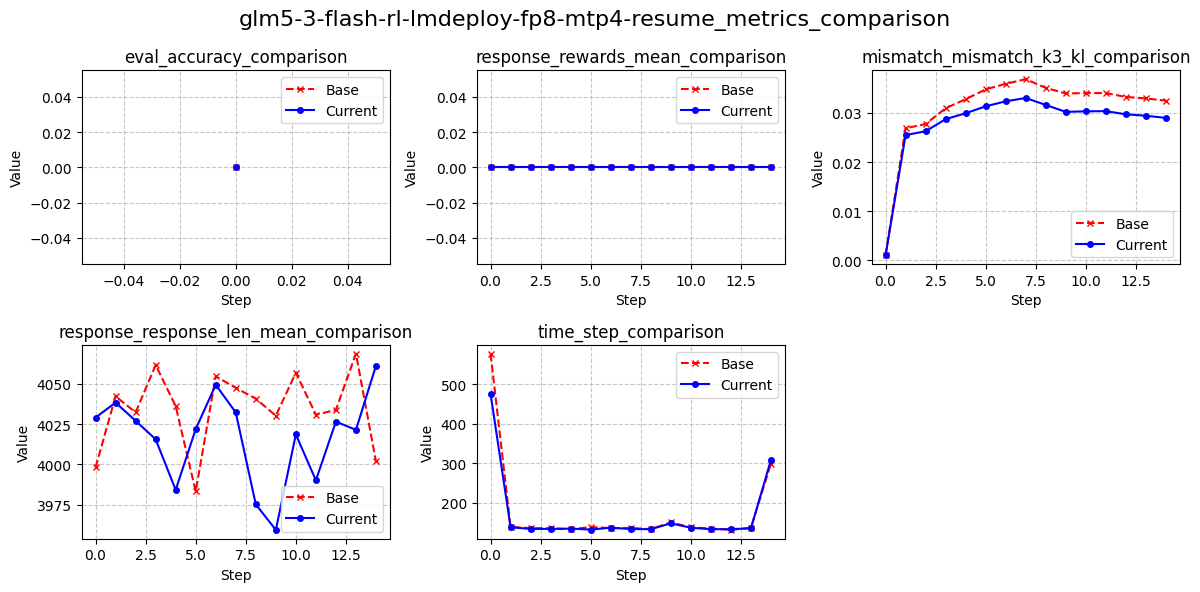 glm5-3-flash-rl-lmdeploy-fp8-mtp4-resume_metrics_comparison
eval_accuracy_comparison
Value
0.04
0.02
0.00
−0.02
−0.04
Base
Current
−0.04
−0.02
0.00
0.02
0.04
Step
response_rewards_mean_comparison
Value
0.04
0.02
0.00
−0.02
−0.04
Base
Current
0.0
2.5
5.0
7.5
10.0
12.5
Step
mismatch_mismatch_k3_kl_comparison
Value
0.03
0.02
0.01
0.00
Base
Current
0.0
2.5
5.0
7.5
10.0
12.5
Step
response_response_len_mean_comparison
Value
4050
4025
4000
3975
Base
Current
0.0
2.5
5.0
7.5
10.0
12.5
Step
time_step_comparison
Value
500
400
300
200
Base
Current
0.0
2.5
5.0
7.5
10.0
12.5
Step